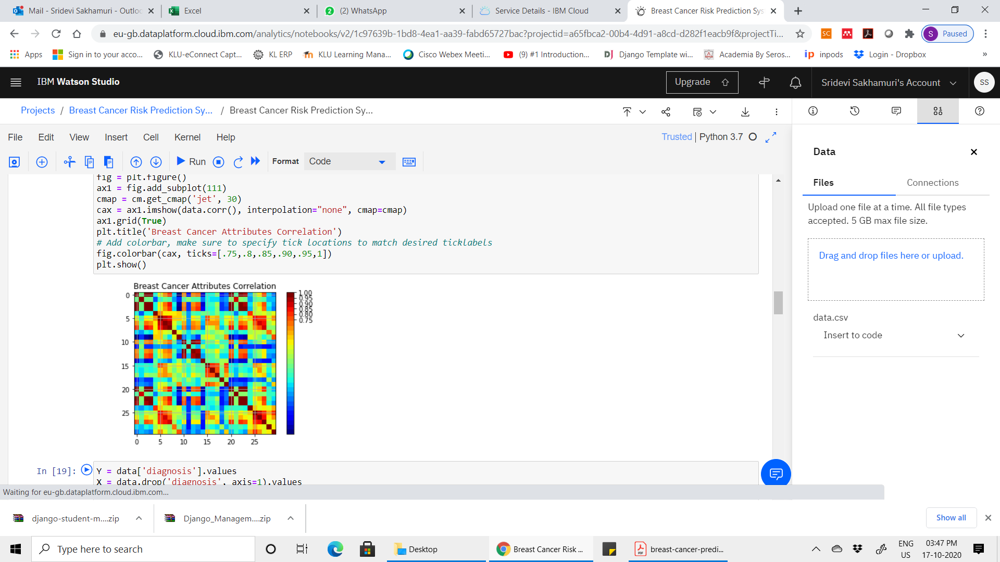 Mail - Sridevi Sakhamuri - Outloo
Excel
(2) WhatsApp
Service Details - IBM Cloud
Breast Cancer Risk Prediction Sys
eu-gb.dataplatform.cloud.ibm.com/analytics/notebooks/v2/1c97639b-1bd8-4ea1-aa39-fabd65727bac?projectid=a65fbca2-00b4-4d91-a8cd-d282f1eacb9f&projectTi...
SC
S Paused
Apps
Sign in to your acco...
KLU-eConnect Capt...
KL ERP
KLU Learning Mana...
Cisco Webex Meeti...
(9) #1 Introduction...
Django Template wi...
Academia By Seros...
ip inpods
Login - Dropbox
»
IBM Watson Studio
Upgrade
Sridevi Sakhamuri's Account
SS
Projects / Breast Cancer Risk Prediction Sy... / Breast Cancer Risk Prediction Sy...
File Edit View Insert Cell Kernel Help
Trusted | Python 3.7
Run
Format Code
fig = plt.figure()
ax1 = fig.add_subplot(111)
cmap = cm.get_cmap('jet', 30)
cax = ax1.imshow(data.corr(), interpolation="none", cmap=cmap)
ax1.grid(True)
plt.title('Breast Cancer Attributes Correlation')
# Add colorbar, make sure to specify tick locations to match desired ticklabels
fig.colorbar(cax, ticks=[.75,.8,.85,.90,.95,1])
plt.show()
Breast Cancer Attributes Correlation
0
5
10
15
20
25
0 5 10 15 20 25
1.00
0.95
0.90
0.85
0.80
0.75
In [19]:
Y = data['diagnosis'].values
X = data.drop('diagnosis', axis=1).values
Data
Files
Connections
Upload one file at a time. All file types
accepted. 5 GB max file size.
Drag and drop files here or upload.
data.csv
Insert to code
Waiting for eu-gb.dataplatform.cloud.ibm.com...
django-student-m....zip
Django_Managem....zip
Show all
Type here to search
Desktop
Breast Cancer Risk ...
breast-cancer-predi...
ENG
US
03:47 PM
17-10-2020